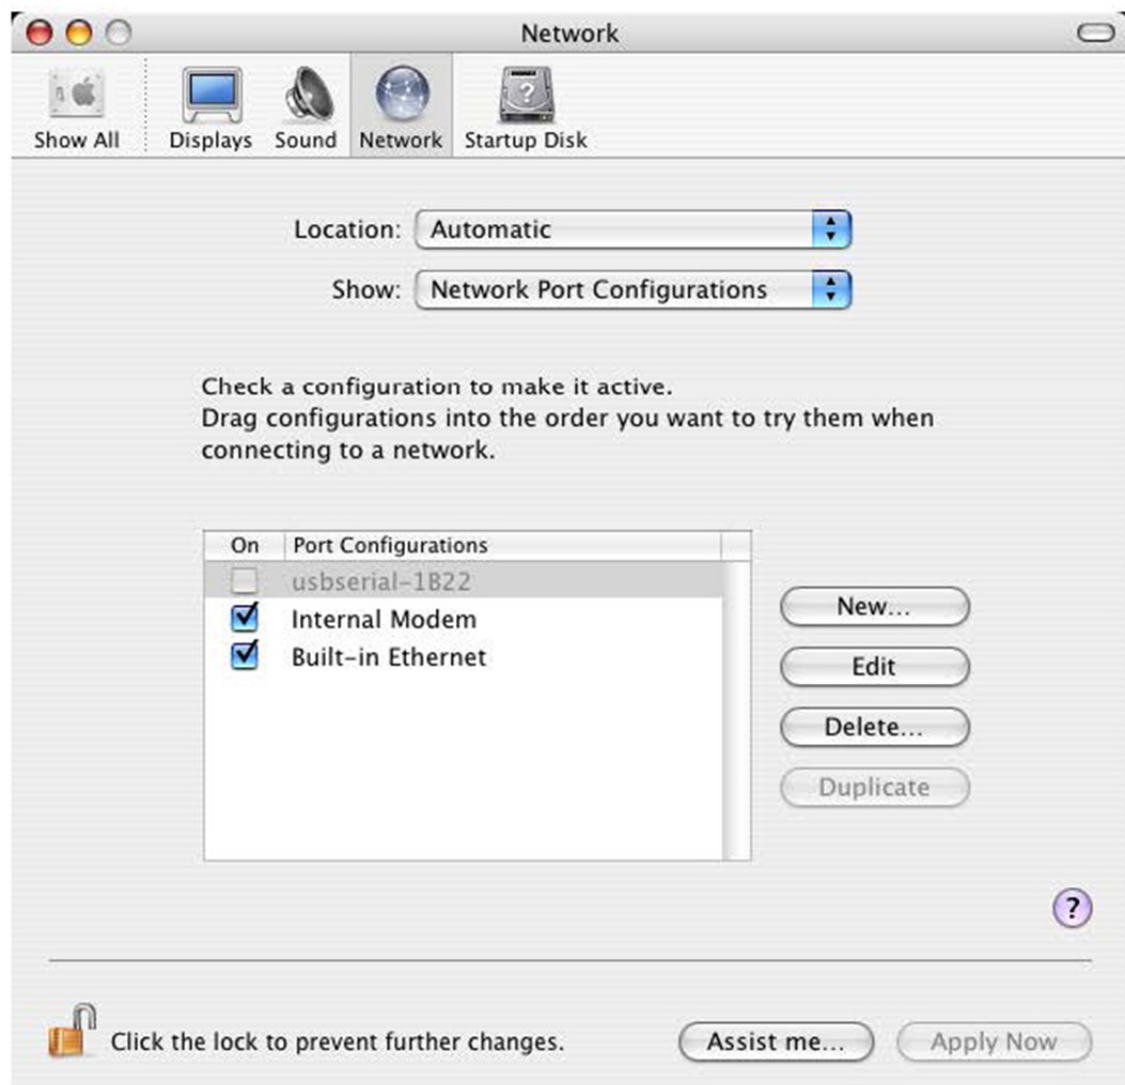 Network
Show All
Displays
Sound
Network
Startup Disk
Location: Automatic
Show: Network Port Configurations
Check a configuration to make it active.
Drag configurations into the order you want to try them when
connecting to a network.
On Port Configurations
usbserial-1B22
Internal Modem
Built-in Ethernet
New...
Edit
Delete...
Duplicate
?
Click the lock to prevent further changes.
Assist me...
Apply Now